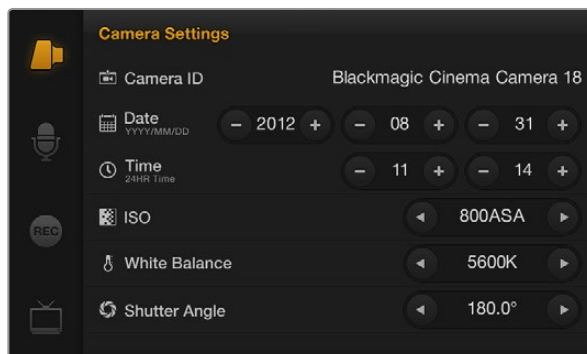 Camera Settings
Camera ID Blackmagic Cinema Camera 18
Date – 2012 + – 08 + – 31 +
YYYY/MM/DD
Time – 11 + – 14 +
24HR Time
ISO 800ASA
REC
White Balance 5600K
Shutter Angle 180.0°